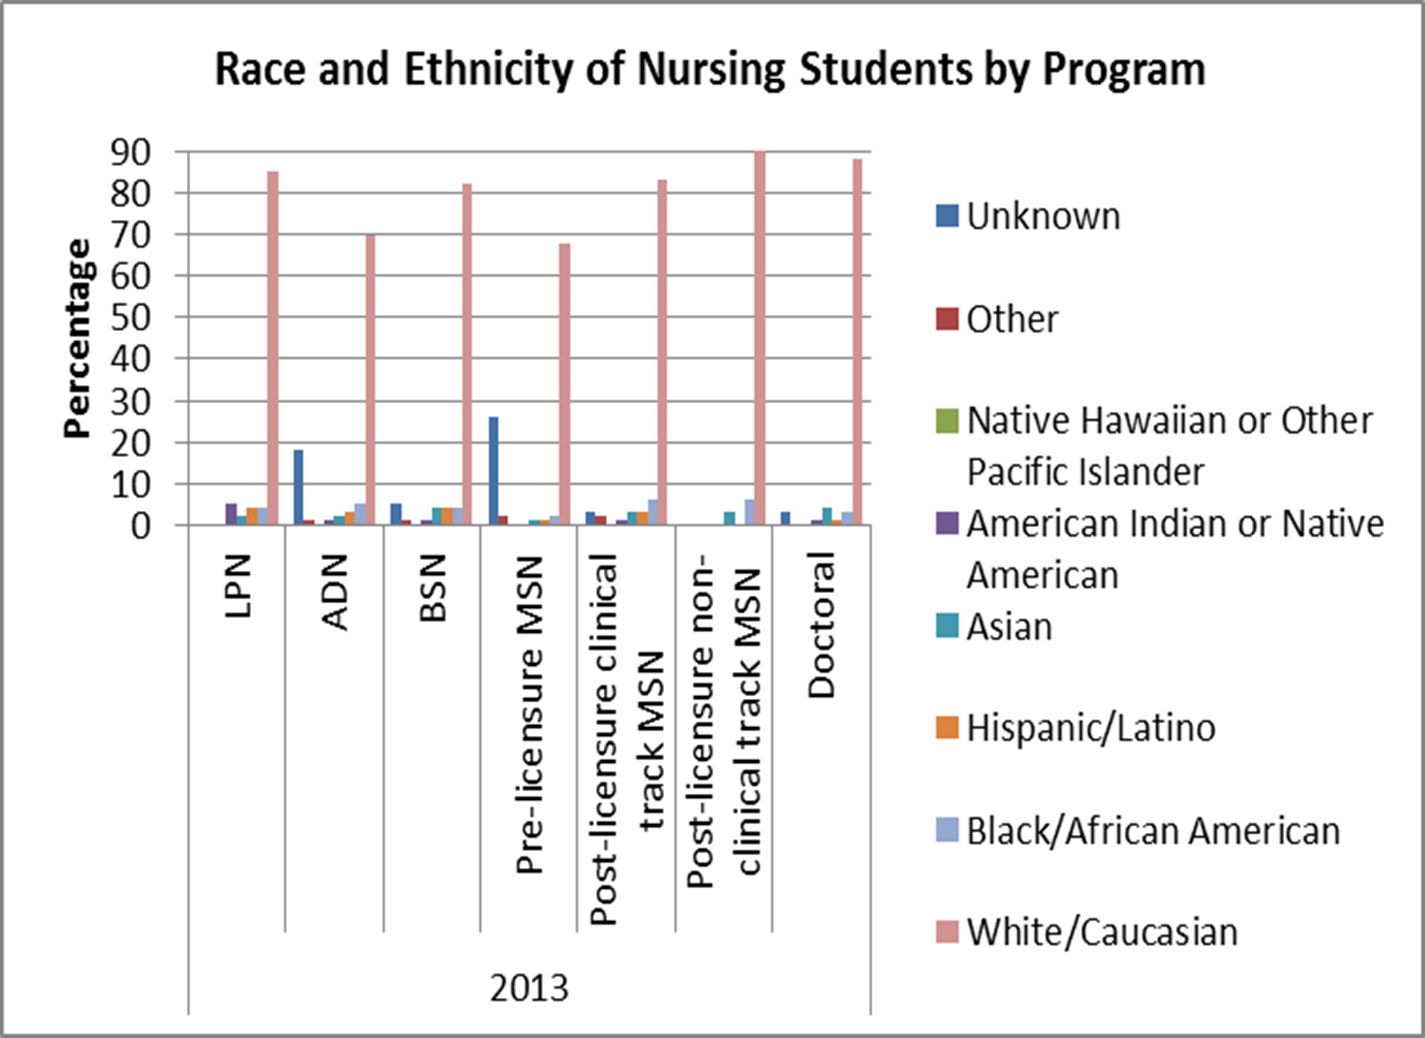 Race and Ethnicity of Nursing Students by Program
Percentage
90
80
70
60
50
40
30
20
10
0
LPN
ADN
BSN
Pre-licensure MSN
Post-licensure clinical
track MSN
Post-licensure non-
clinical track MSN
Doctoral
2013
Unknown
Other
Native Hawaiian or Other
Pacific Islander
American Indian or Native
American
Asian
Hispanic/Latino
Black/African American
White/Caucasian